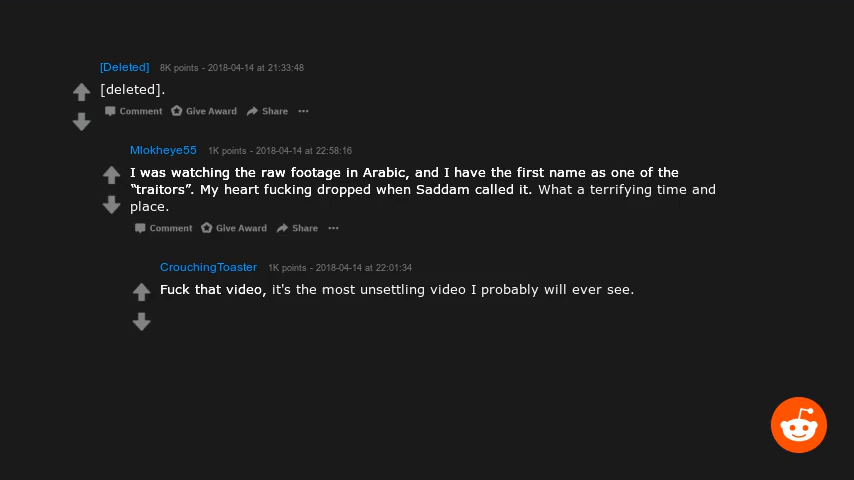 [Deleted] 8K points - 2018-04-14 at 21:33:48
[deleted].
Comment Give Award Share ···
Mlokheye55 1K points - 2018-04-14 at 22:58:16
I was watching the raw footage in Arabic, and I have the first name as one of the
“traitors”. My heart fucking dropped when Saddam called it. What a terrifying time and
place.
Comment Give Award Share ···
CrouchingToaster 1K points - 2018-04-14 at 22:01:34
Fuck that video, it's the most unsettling video I probably will ever see.